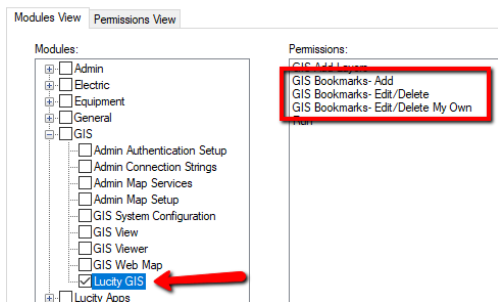 Modules View Permissions View
Modules:
Admin
Electric
Equipment
General
GIS
Admin Authentication Setup
Admin Connection Strings
Admin Map Services
Admin Map Setup
GIS System Configuration
GIS View
GIS Viewer
GIS Web Map
Lucity GIS
Lucity Apps
Permissions:
GIS Add Layers
GIS Bookmarks- Add
GIS Bookmarks- Edit/Delete
GIS Bookmarks- Edit/Delete My Own
Run